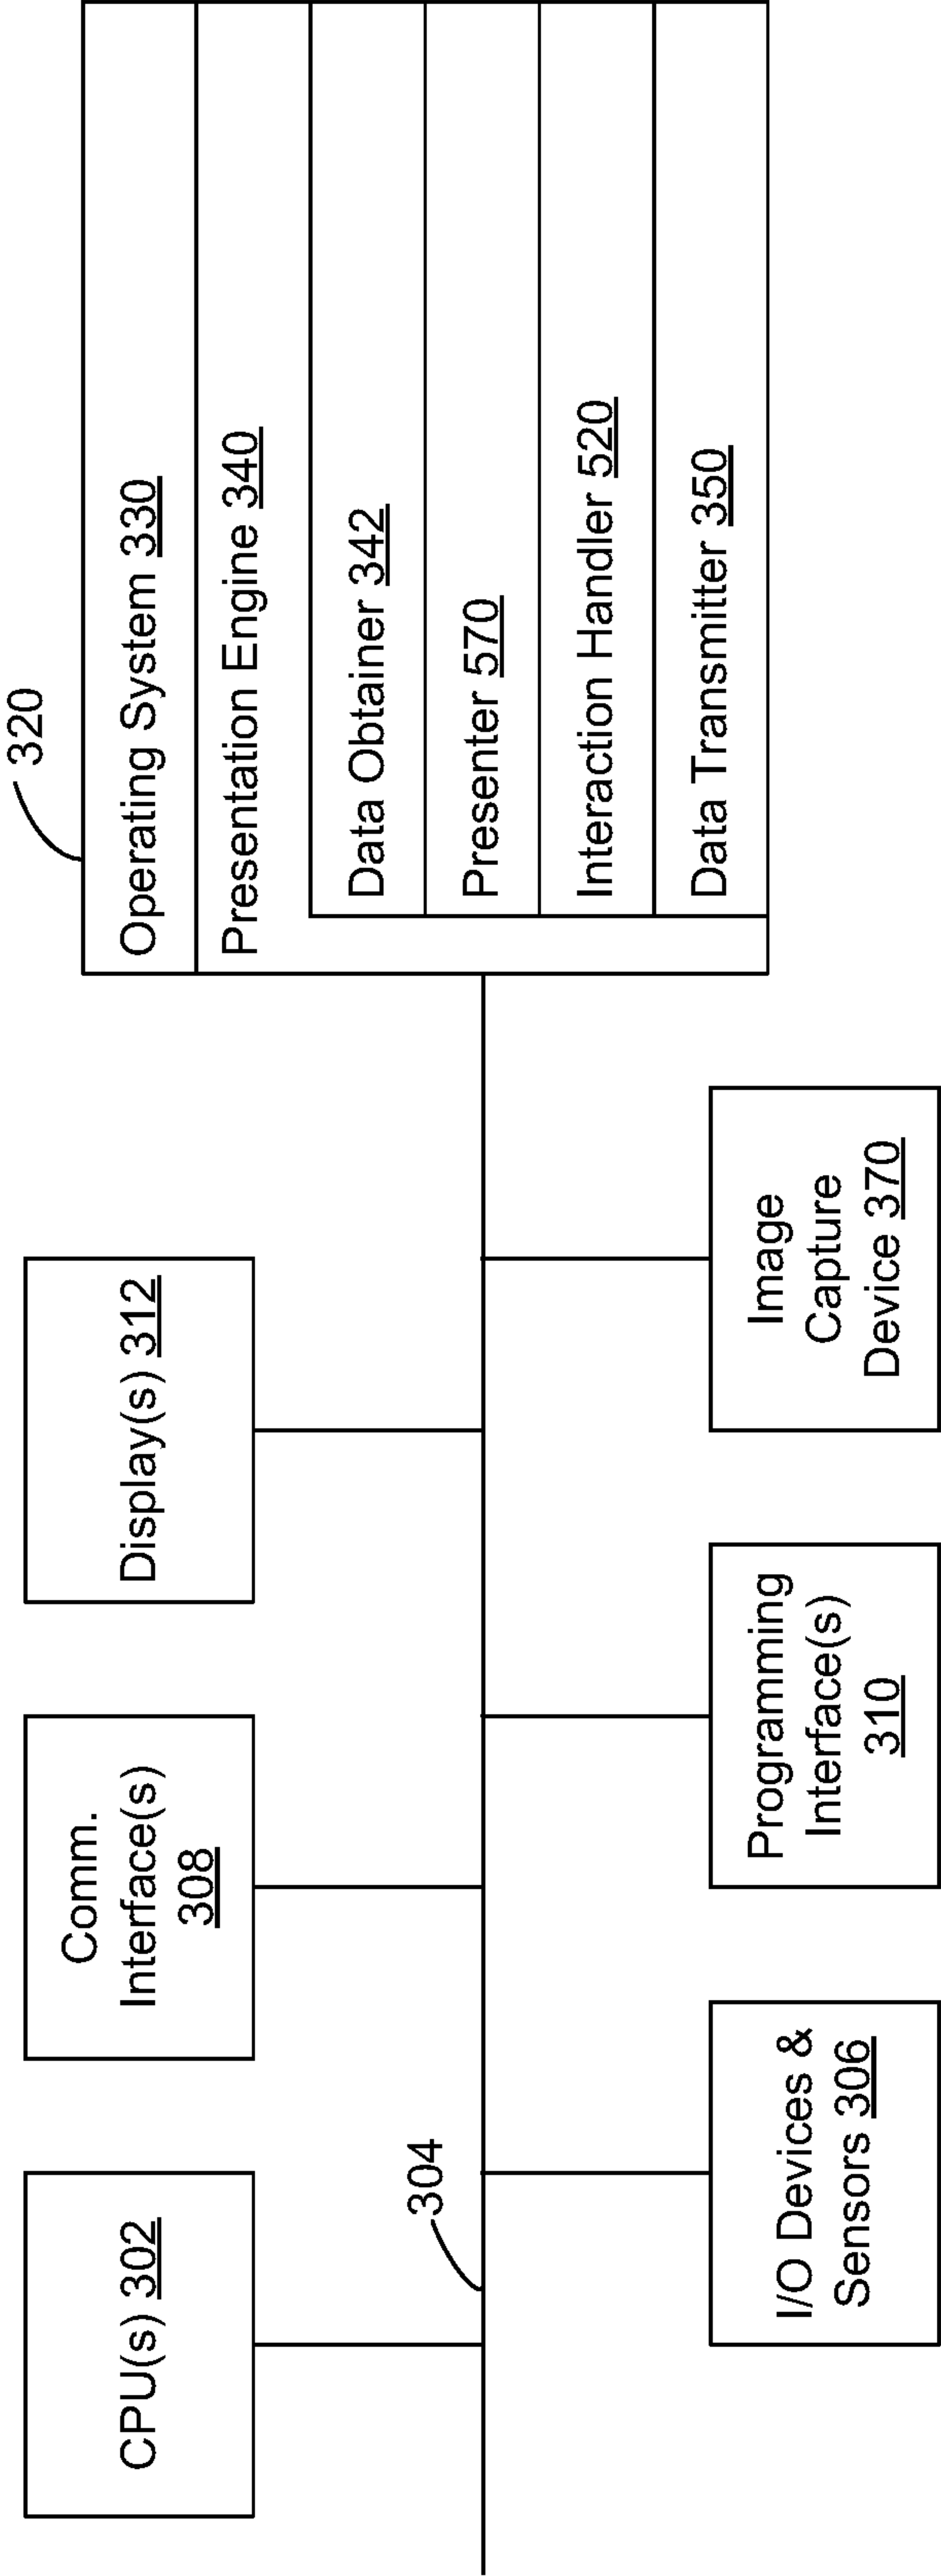 CPU(s) 302
Comm.
Interface(s)
308
Display(s) 312
320
Operating System 330
Presentation Engine 340
Data Obtainer 342
Presenter 570
Interaction Handler 520
Data Transmitter 350
304
I/O Devices &
Sensors 306
Programming
Interface(s)
310
Image
Capture
Device 370